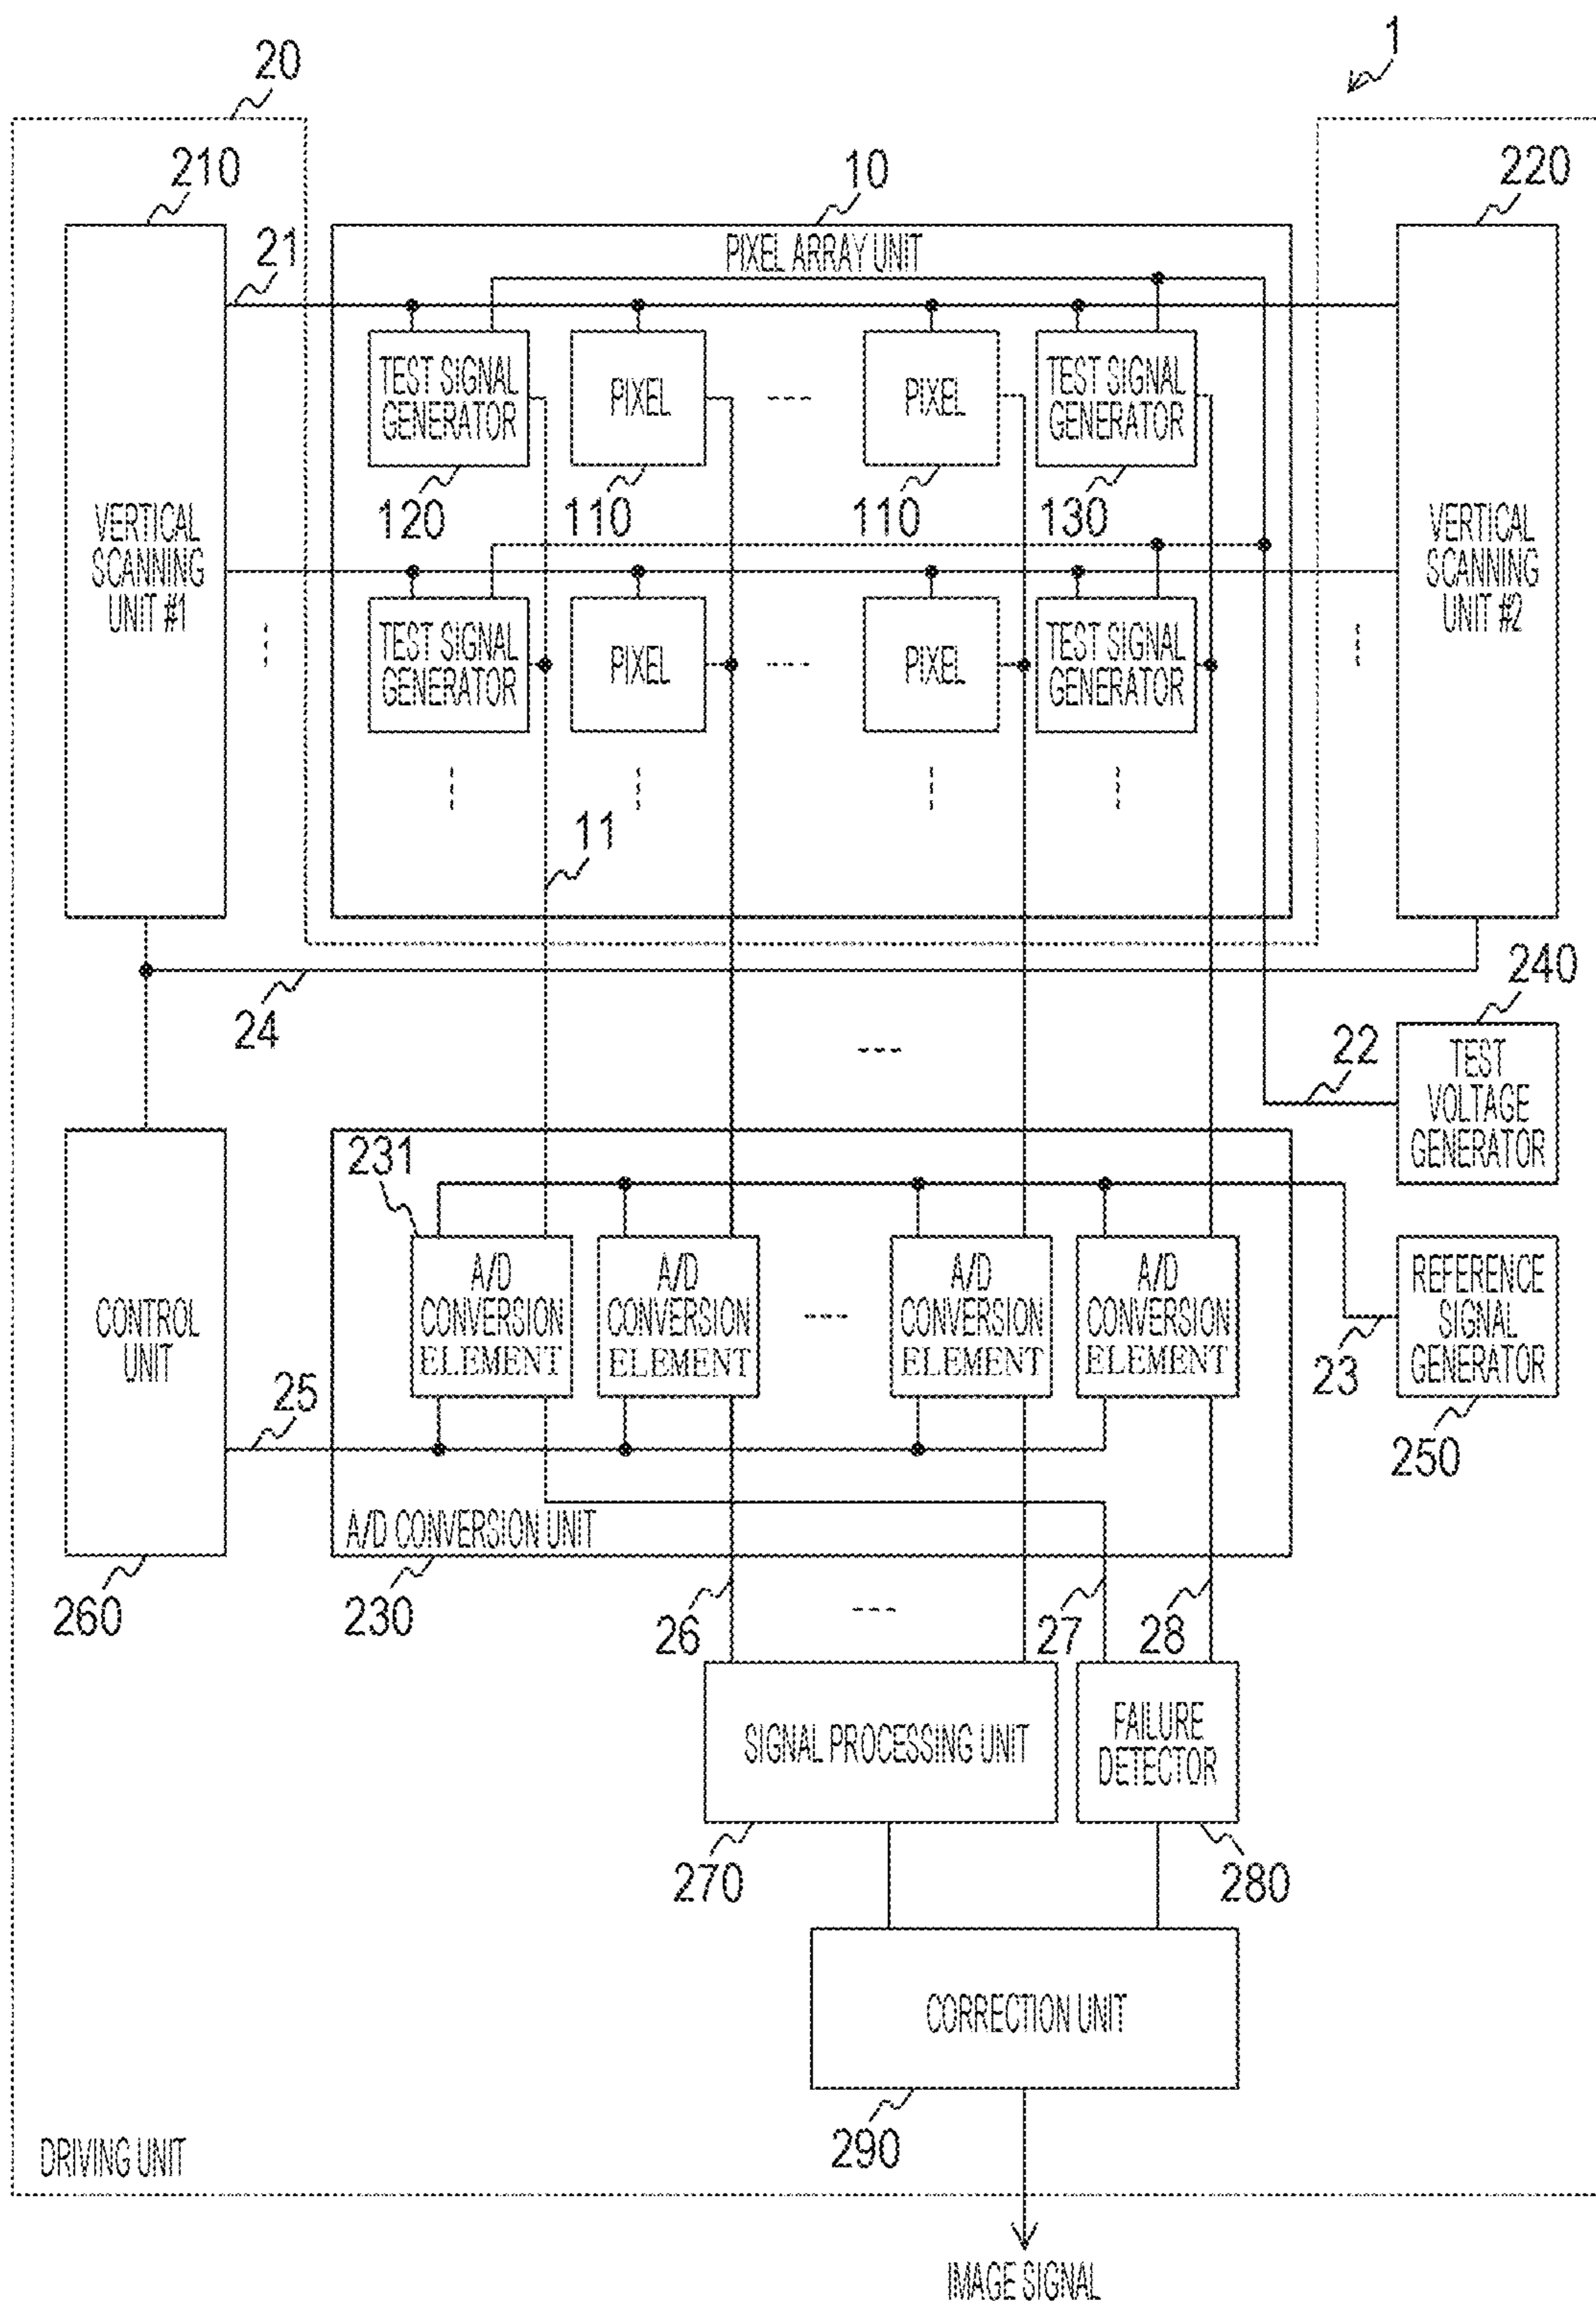 1
20
210
10
220
21
PIXEL ARRAY UNIT
TEST SIGNAL
GENERATOR
PIXEL
PIXEL
TEST SIGNAL
GENERATOR
120
110
110
130
VERTICAL
SCANNING
UNIT #1
VERTICAL
SCANNING
UNIT #2
TEST SIGNAL
GENERATOR
PIXEL
PIXEL
TEST SIGNAL
GENERATOR
11
24
240
22
TEST
VOLTAGE
GENERATOR
231
A/D
CONVERSION
ELEMENT
A/D
CONVERSION
ELEMENT
A/D
CONVERSION
ELEMENT
A/D
CONVERSION
ELEMENT
CONTROL
UNIT
REFERENCE
SIGNAL
GENERATOR
23
25
250
A/D CONVERSION UNIT
260
230
26
27
28
SIGNAL PROCESSING UNIT
FAILURE
DETECTOR
270
280
CORRECTION UNIT
290
DRIVING UNIT
IMAGE SIGNAL